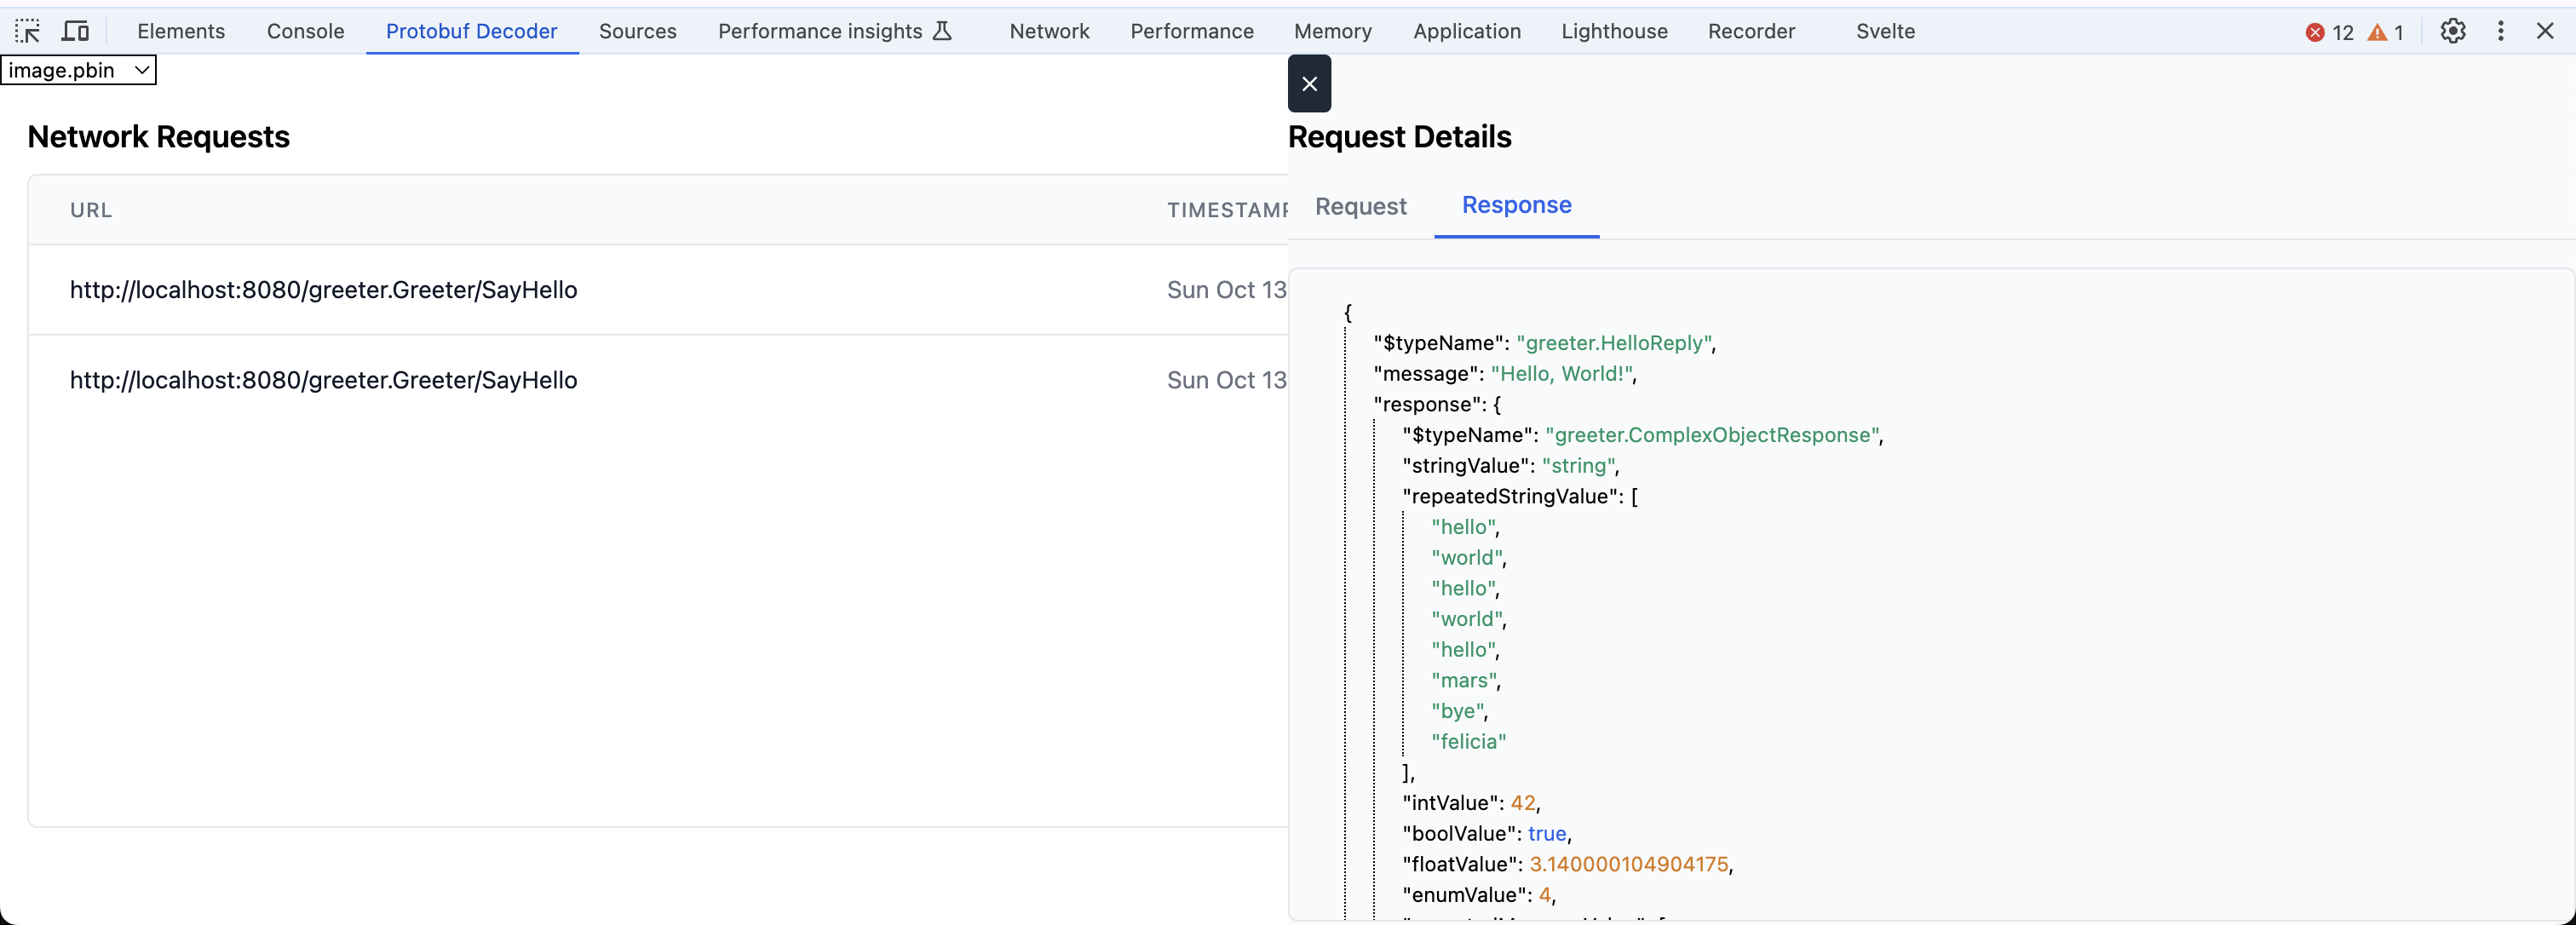 Elements Console Protobuf Decoder Sources Performance insights Network Performance Memory Application Lighthouse Recorder Svelte 12 1
image.pbin
Network Requests
URL TIMESTAMP
http://localhost:8080/greeter.Greeter/SayHello Sun Oct 13
http://localhost:8080/greeter.Greeter/SayHello Sun Oct 13
Request Details
Request Response
{
"$typeName": "greeter.HelloReply",
"message": "Hello, World!",
"response": {
"$typeName": "greeter.ComplexObjectResponse",
"stringValue": "string",
"repeatedStringValue": [
"hello",
"world",
"hello",
"world",
"hello",
"mars",
"bye",
"felicia"
],
"intValue": 42,
"boolValue": true,
"floatValue": 3.140000104904175,
"enumValue": 4,